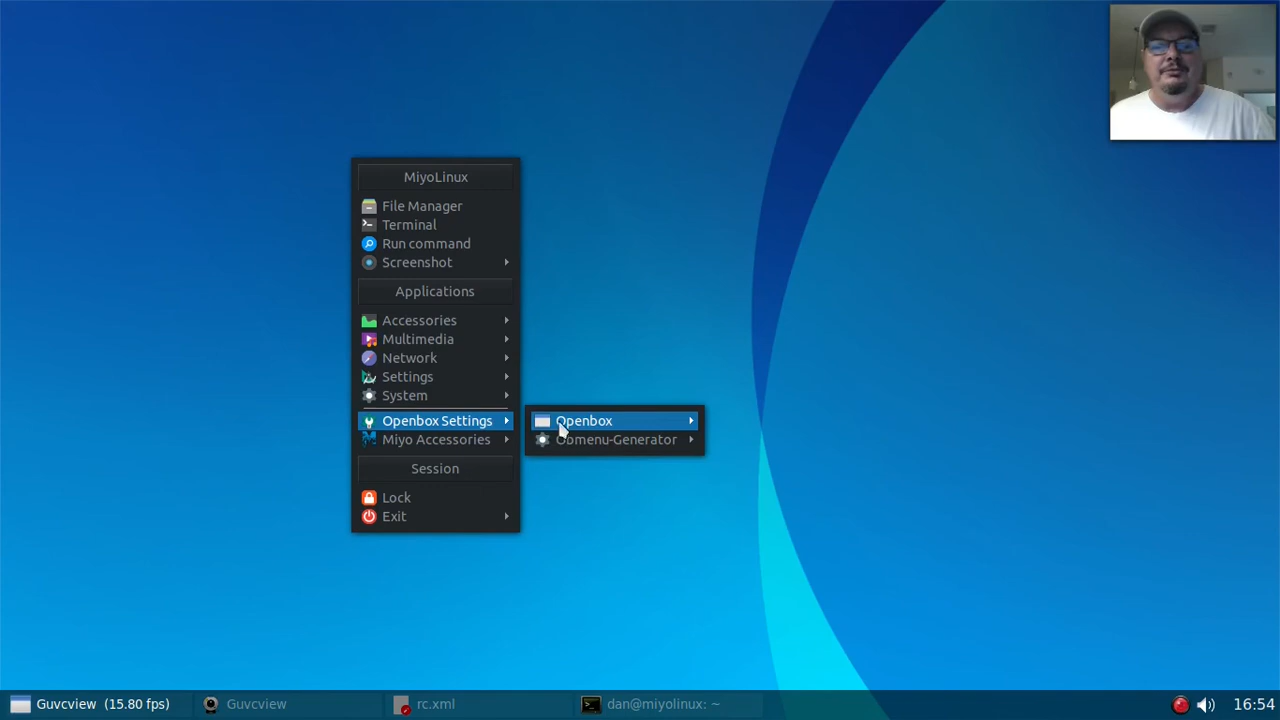 MiyoLinux
File Manager
Terminal
Run command
Screenshot
Applications
Accessories
Multimedia
Network
Settings
System
Openbox Settings
Miyo Accessories
Openbox
Obmenu-Generator
Session
Lock
Exit
Guvcview (15.80 fps)
Guvcview
rc.xml
dan@miyolinux: ~
16:54